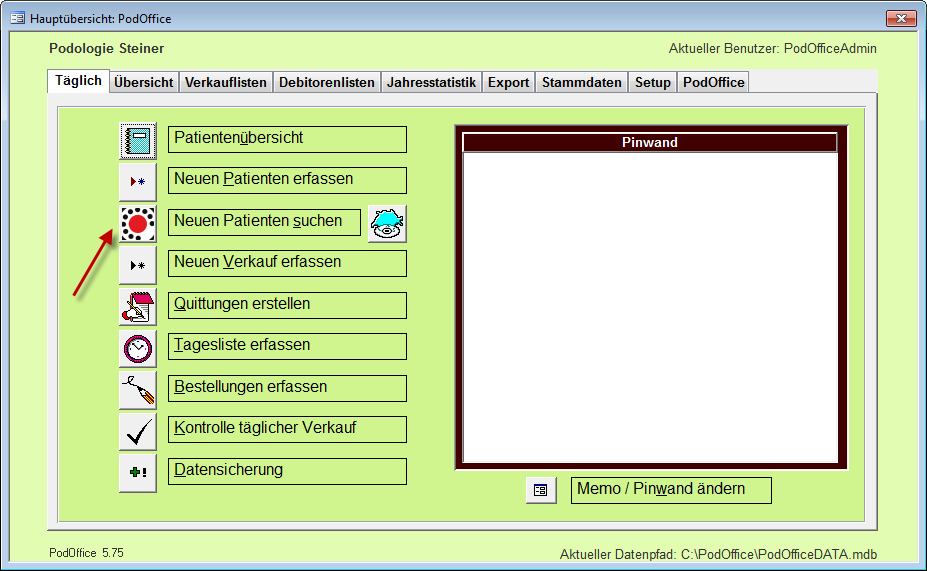 Hauptübersicht: PodOffice
Podologie Steiner
Aktueller Benutzer: PodOfficeAdmin
Täglich Übersicht Verkauflisten Debitorenlisten Jahresstatistik Export Stammdaten Setup PodOffice
Patientenübersicht
Neuen Patienten erfassen
Neuen Patienten suchen
Neuen Verkauf erfassen
Quittungen erstellen
Tagesliste erfassen
Bestellungen erfassen
Kontrolle täglicher Verkauf
Datensicherung
Pinwand
Memo / Pinwand ändern
PodOffice 5.75
Aktueller Datenpfad: C:\PodOffice\PodOfficeDATA.mdb